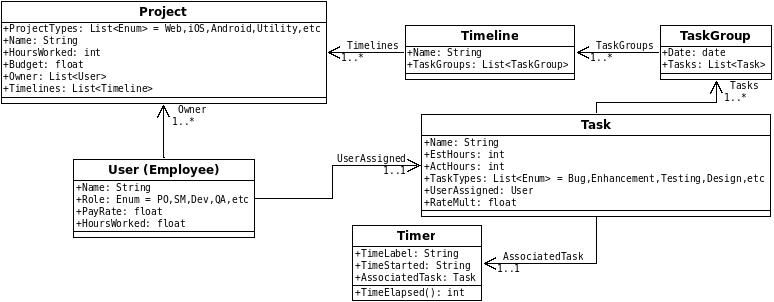 Project
+ProjectTypes: List<Enum> = Web,iOS,Android,Utility,etc
+Name: String
+HoursWorked: int
+Budget: float
+Owner: List<User>
+Timelines: List<Timeline>
Timelines
1..*
Timeline
+Name: String
+TaskGroups: List<TaskGroup>
TaskGroups
1..*
TaskGroup
+Date: date
+Tasks: List<Task>
Tasks
1..*
Owner
1..*
Task
+Name: String
+EstHours: int
+ActHours: int
+TaskTypes: List<Enum> = Bug,Enhancement,Testing,Design,etc
+UserAssigned: User
+RateMult: float
User (Employee)
+Name: String
+Role: Enum = PO,SM,Dev,QA,etc
+PayRate: float
+HoursWorked: float
UserAssigned
1..1
Timer
+TimeLabel: String
+TimeStarted: String
+AssociatedTask: Task
+TimeElapsed(): int
AssociatedTask
1..1